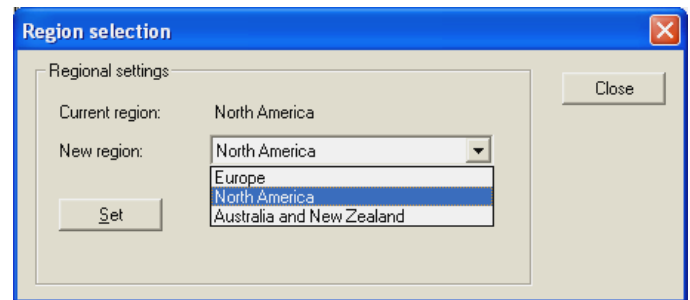 Region selection
Regional settings
Close
Current region: North America
New region: North America
Europe
North America
Set
Australia and New Zealand